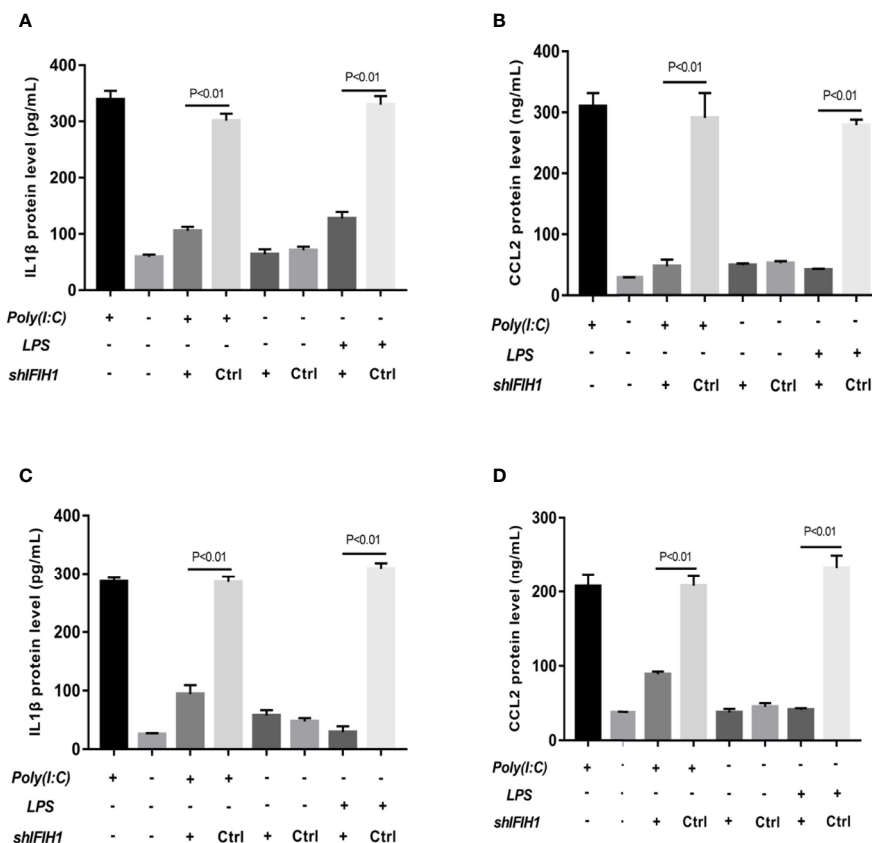 A
IL1β protein level (pg/mL)
400
300
200
100
0
P<0.01
P<0.01
Poly(I:C) + - + + - - - -
LPS - - - - - - + +
shIFIH1 - - + Ctrl + Ctrl + Ctrl
B
CCL2 protein level (ng/mL)
400
300
200
100
0
P<0.01
P<0.01
Poly(I:C) + - + + - - - -
LPS - - - - - - + +
shIFIH1 - - + Ctrl + Ctrl + Ctrl
C
IL1β protein level (pg/mL)
400
300
200
100
0
P<0.01
P<0.01
Poly(I:C) + - + + - - - -
LPS - - - - - - + +
shIFIH1 - - + Ctrl + Ctrl + Ctrl
D
CCL2 protein level (ng/mL)
300
200
100
0
P<0.01
P<0.01
Poly(I:C) + · + + - - - -
LPS - · - - - - + +
shIFIH1 - · + Ctrl + Ctrl + Ctrl